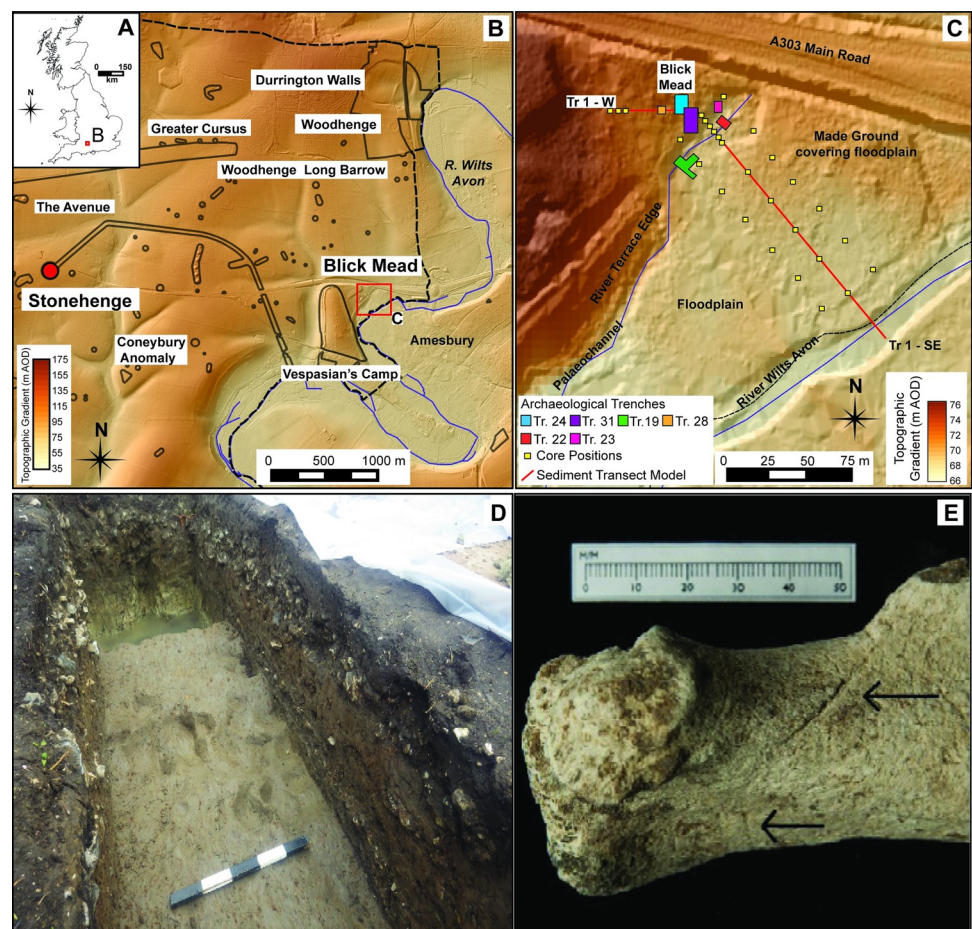 A
N
0 150
km
B
B
Durrington Walls
Woodhenge
Greater Cursus
R. Wilts
Avon
Woodhenge Long Barrow
The Avenue
Blick Mead
Stonehenge
C
Coneybury
Anomaly
Amesbury
Vespasian's Camp
Topographic Gradient (m AOD)
175
155
135
115
95
75
55
35
N
0 500 1000 m
C
A303 Main Road
Blick
Mead
Tr 1 - W
Made Ground
covering floodplain
River Terrace Edge
Floodplain
Palaeochannel
River Wilts Avon
Tr 1 - SE
N
Archaeological Trenches
Tr. 24 Tr. 31 Tr.19 Tr. 28
Tr. 22 Tr. 23
Core Positions
Sediment Transect Model
0 25 50 75 m
Topographic
Gradient (m AOD)
76
74
72
70
68
66
D
E
M/M
0 10 20 30 40 50